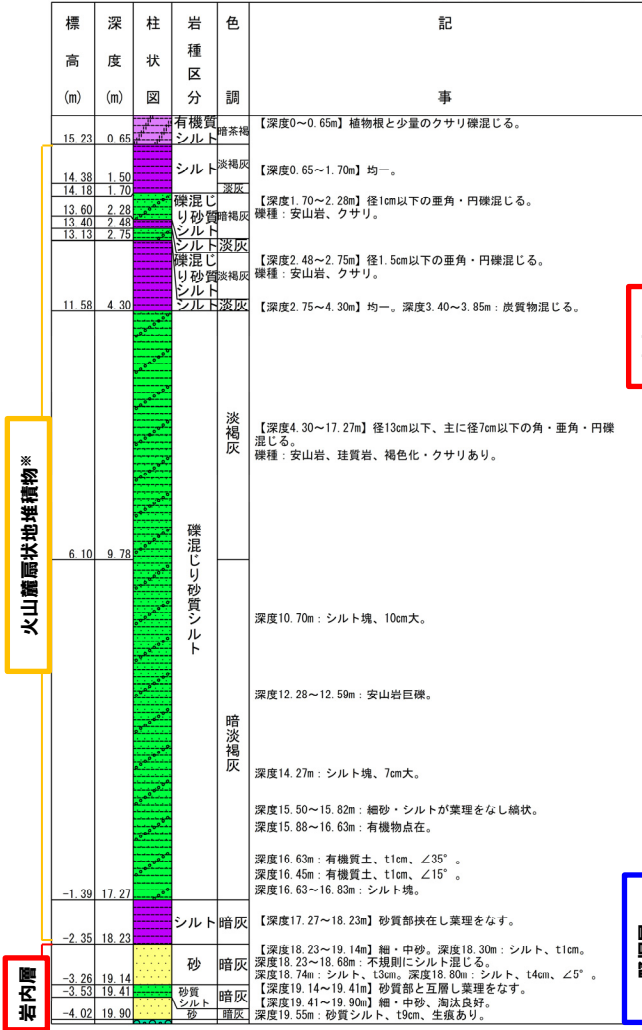 標高(m)
深度(m)
柱状図
岩種区分
色調
記事
15.23 0.65 有機質シルト 暗茶褐 【深度0～0.65m】植物根と少量のクサリ礫混じる。
14.38 1.50 シルト 淡褐灰 【深度0.65～1.70m】均一。
14.18 1.70 淡灰
13.60 2.28 礫混じり砂質シルト 暗褐灰 【深度1.70～2.28m】径1cm以下の亜角・円礫混じる。
礫種：安山岩、クサリ。
13.40 2.48 シルト 淡灰
13.13 2.75 礫混じり砂質シルト 淡褐灰 【深度2.48～2.75m】径1.5cm以下の亜角・円礫混じる。
礫種：安山岩、クサリ。
11.58 4.30 シルト 淡灰 【深度2.75～4.30m】均一。深度3.40～3.85m：炭質物混じる。
淡褐灰
【深度4.30～17.27m】径13cm以下、主に径7cm以下の角・亜角・円礫
混じる。
礫種：安山岩、珪質岩、褐色化・クサリあり。
火山麓扇状地堆積物※
6.10 9.78
礫混じり砂質シルト
深度10.70m：シルト塊、10cm大。
深度12.28～12.59m：安山岩巨礫。
暗淡褐灰
深度14.27m：シルト塊、7cm大。
深度15.50～15.82m：細砂・シルトが葉理をなし縞状。
深度15.88～16.63m：有機物点在。
深度16.63m：有機質土、t1cm、∠35°。
深度16.45m：有機質土、t1cm、∠15°。
-1.39 17.27 深度16.63～16.83m：シルト塊。
-2.35 18.23 シルト 暗灰 【深度17.27～18.23m】砂質部挟在し葉理をなす。
岩内層
-3.26 19.14 砂 暗灰 【深度18.23～19.14m】細・中砂。深度18.30m：シルト、t1cm。
深度18.23～18.68m：不規則にシルト混じる。
深度18.74m：シルト、t3cm。深度18.80m：シルト、t4cm、∠5°。
-3.53 19.41 砂質シルト 暗灰 【深度19.14～19.41m】砂質部と互層し葉理をなす。
-4.02 19.90 砂 暗灰 【深度19.41～19.90m】細・中砂、淘汰良好。
深度19.55m：砂質シルト、t9cm、生痕あり。